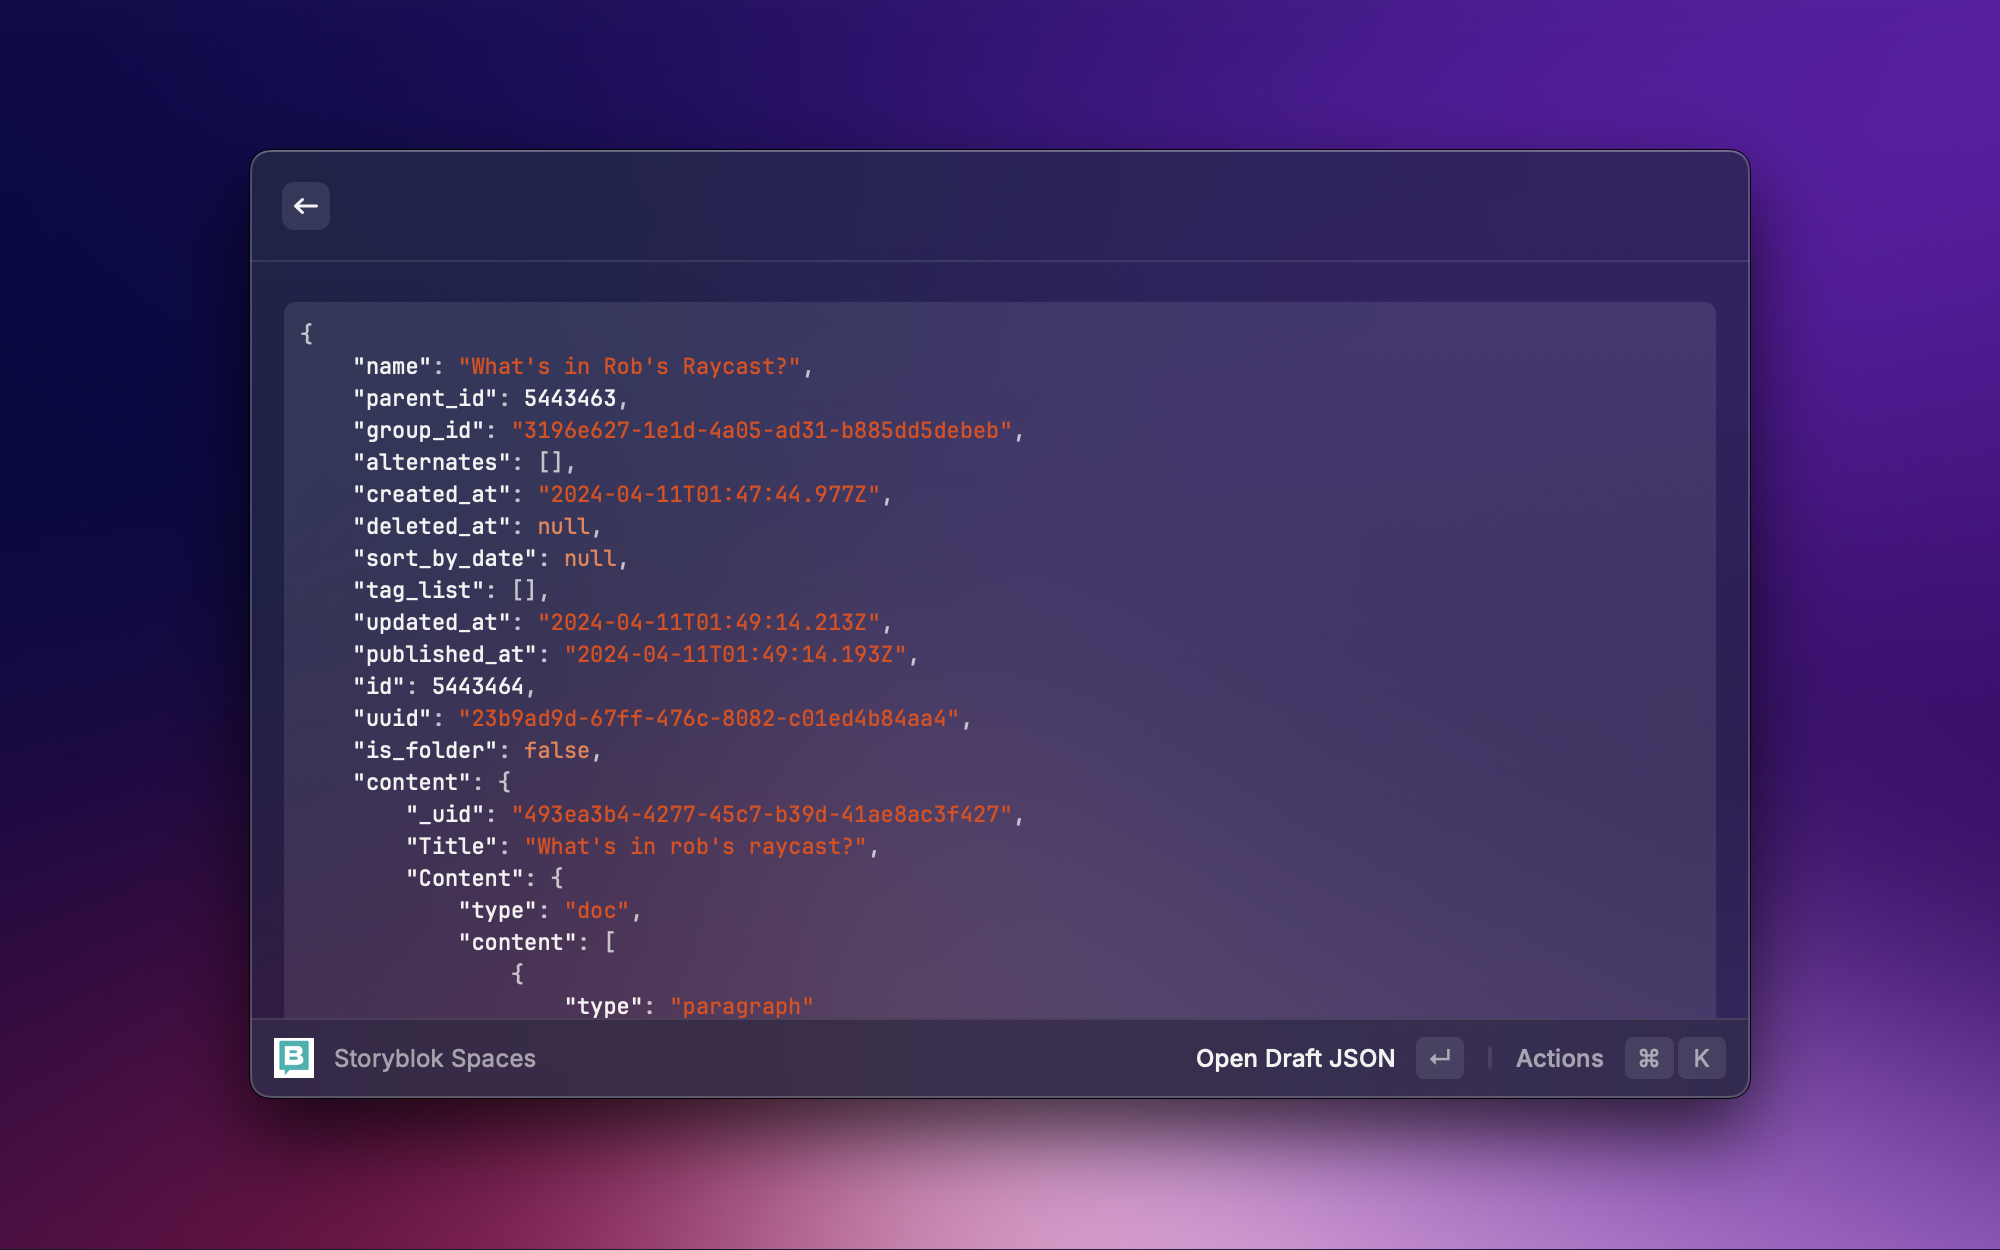 {
    "name": "What's in Rob's Raycast?",
    "parent_id": 5443463,
    "group_id": "3196e627-1e1d-4a05-ad31-b885dd5debeb",
    "alternates": [],
    "created_at": "2024-04-11T01:47:44.977Z",
    "deleted_at": null,
    "sort_by_date": null,
    "tag_list": [],
    "updated_at": "2024-04-11T01:49:14.213Z",
    "published_at": "2024-04-11T01:49:14.193Z",
    "id": 5443464,
    "uuid": "23b9ad9d-67ff-476c-8082-c01ed4b84aa4",
    "is_folder": false,
    "content": {
        "_uid": "493ea3b4-4277-45c7-b39d-41ae8ac3f427",
        "Title": "What's in rob's raycast?",
        "Content": {
            "type": "doc",
            "content": [
                {
                    "type": "paragraph"
B Storyblok Spaces Open Draft JSON ↵ Actions ⌘ K